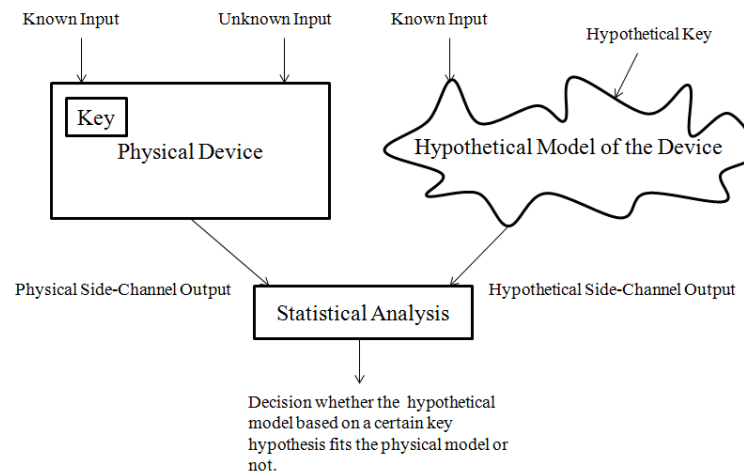 Known Input
Unknown Input
Known Input
Hypothetical Key
Key
Physical Device
Hypothetical Model of the Device
Physical Side-Channel Output
Hypothetical Side-Channel Output
Statistical Analysis
Decision whether the hypothetical
model based on a certain key
hypothesis fits the physical model or
not.